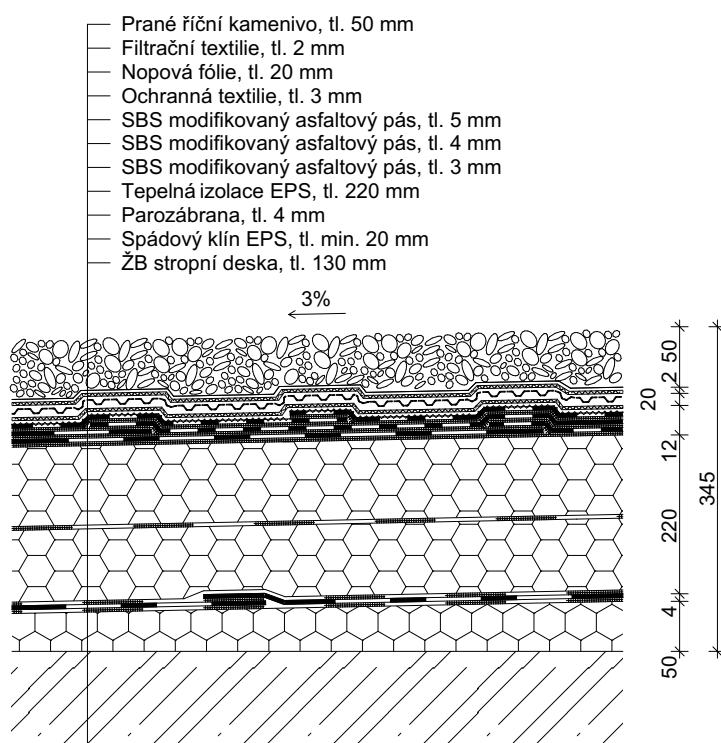 Prané říční kamenivo, tl. 50 mm
Filtrační textilie, tl. 2 mm
Nopová fólie, tl. 20 mm
Ochranná textilie, tl. 3 mm
SBS modifikovaný asfaltový pás, tl. 5 mm
SBS modifikovaný asfaltový pás, tl. 4 mm
SBS modifikovaný asfaltový pás, tl. 3 mm
Tepelná izolace EPS, tl. 220 mm
Parozábrana, tl. 4 mm
Spádový klín EPS, tl. min. 20 mm
ŽB stropní deska, tl. 130 mm
3%
50
2
20
12
220
4
50
345